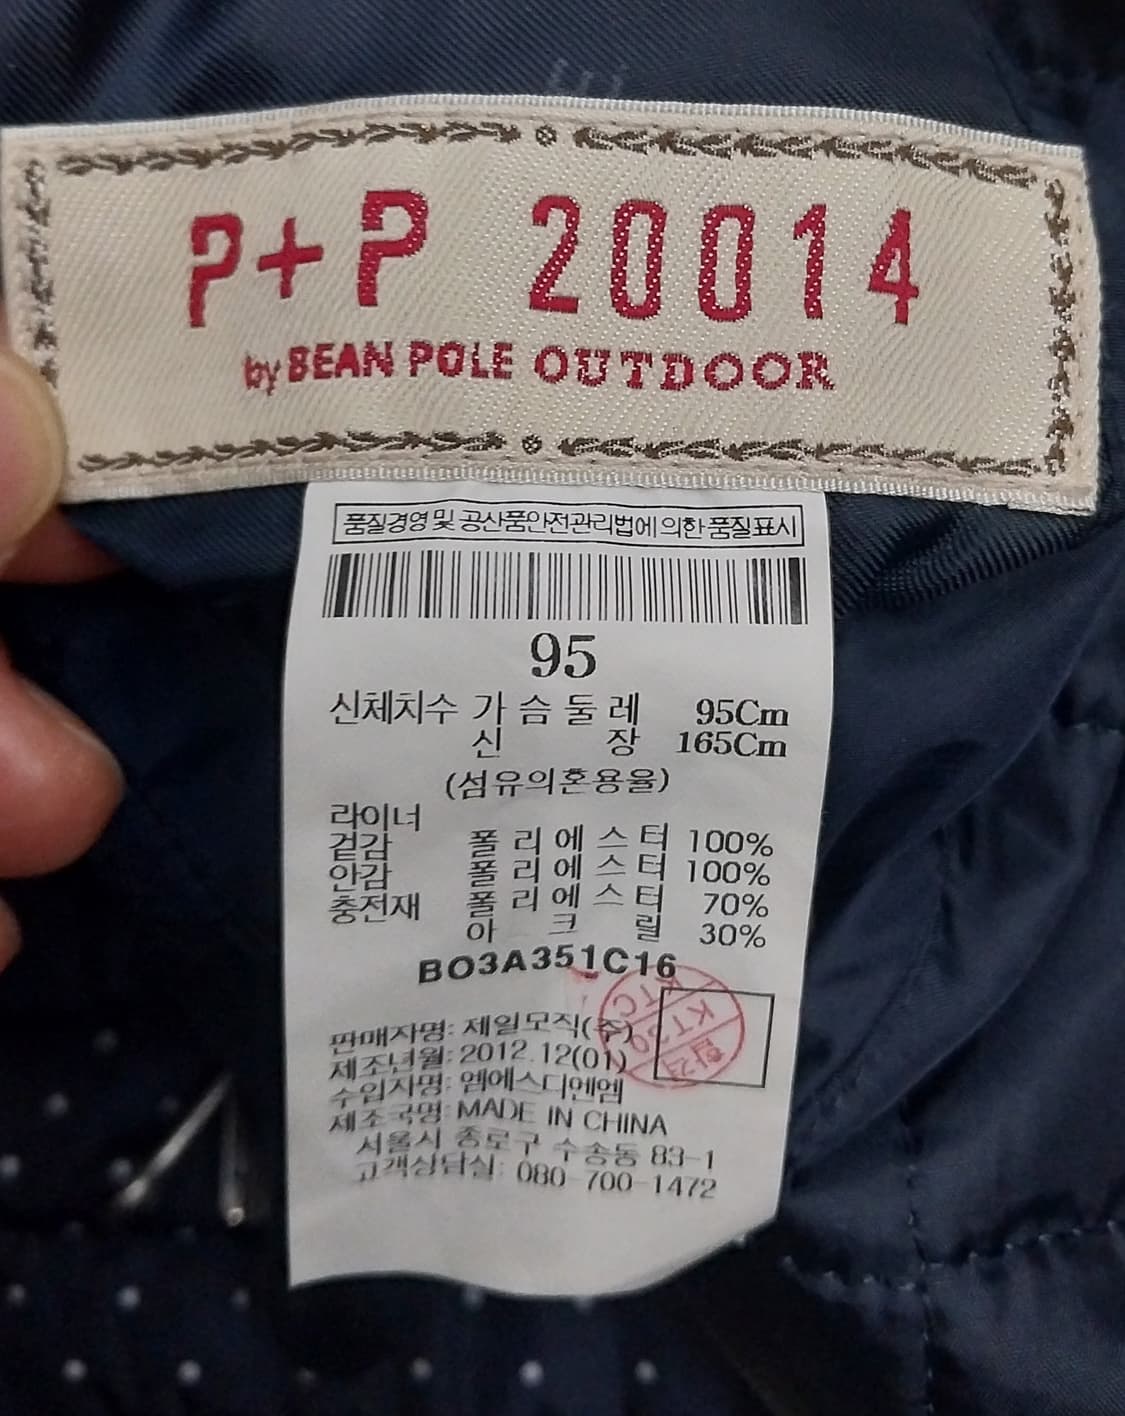 P+P 20014
by BEAN POLE OUTDOOR
품질경영및 공산품안전관리법에의한품질표시
95
신체치수 가슴둘레 95Cm
신장 165Cm
(섬유의혼용율)
라이너
겉감 폴리에스터 100%
안감 폴리에스터 100%
충전재 폴리에스터 70%
아크릴 30%
BO3A351C16
판매자명: 제일모직(주)
제조년월: 2012.12(01)
수입자명: 엠에스디엔엠
제조국명: MADE IN CHINA
서울시 종로구 수송동 83-1
고객상담실: 080-700-1472